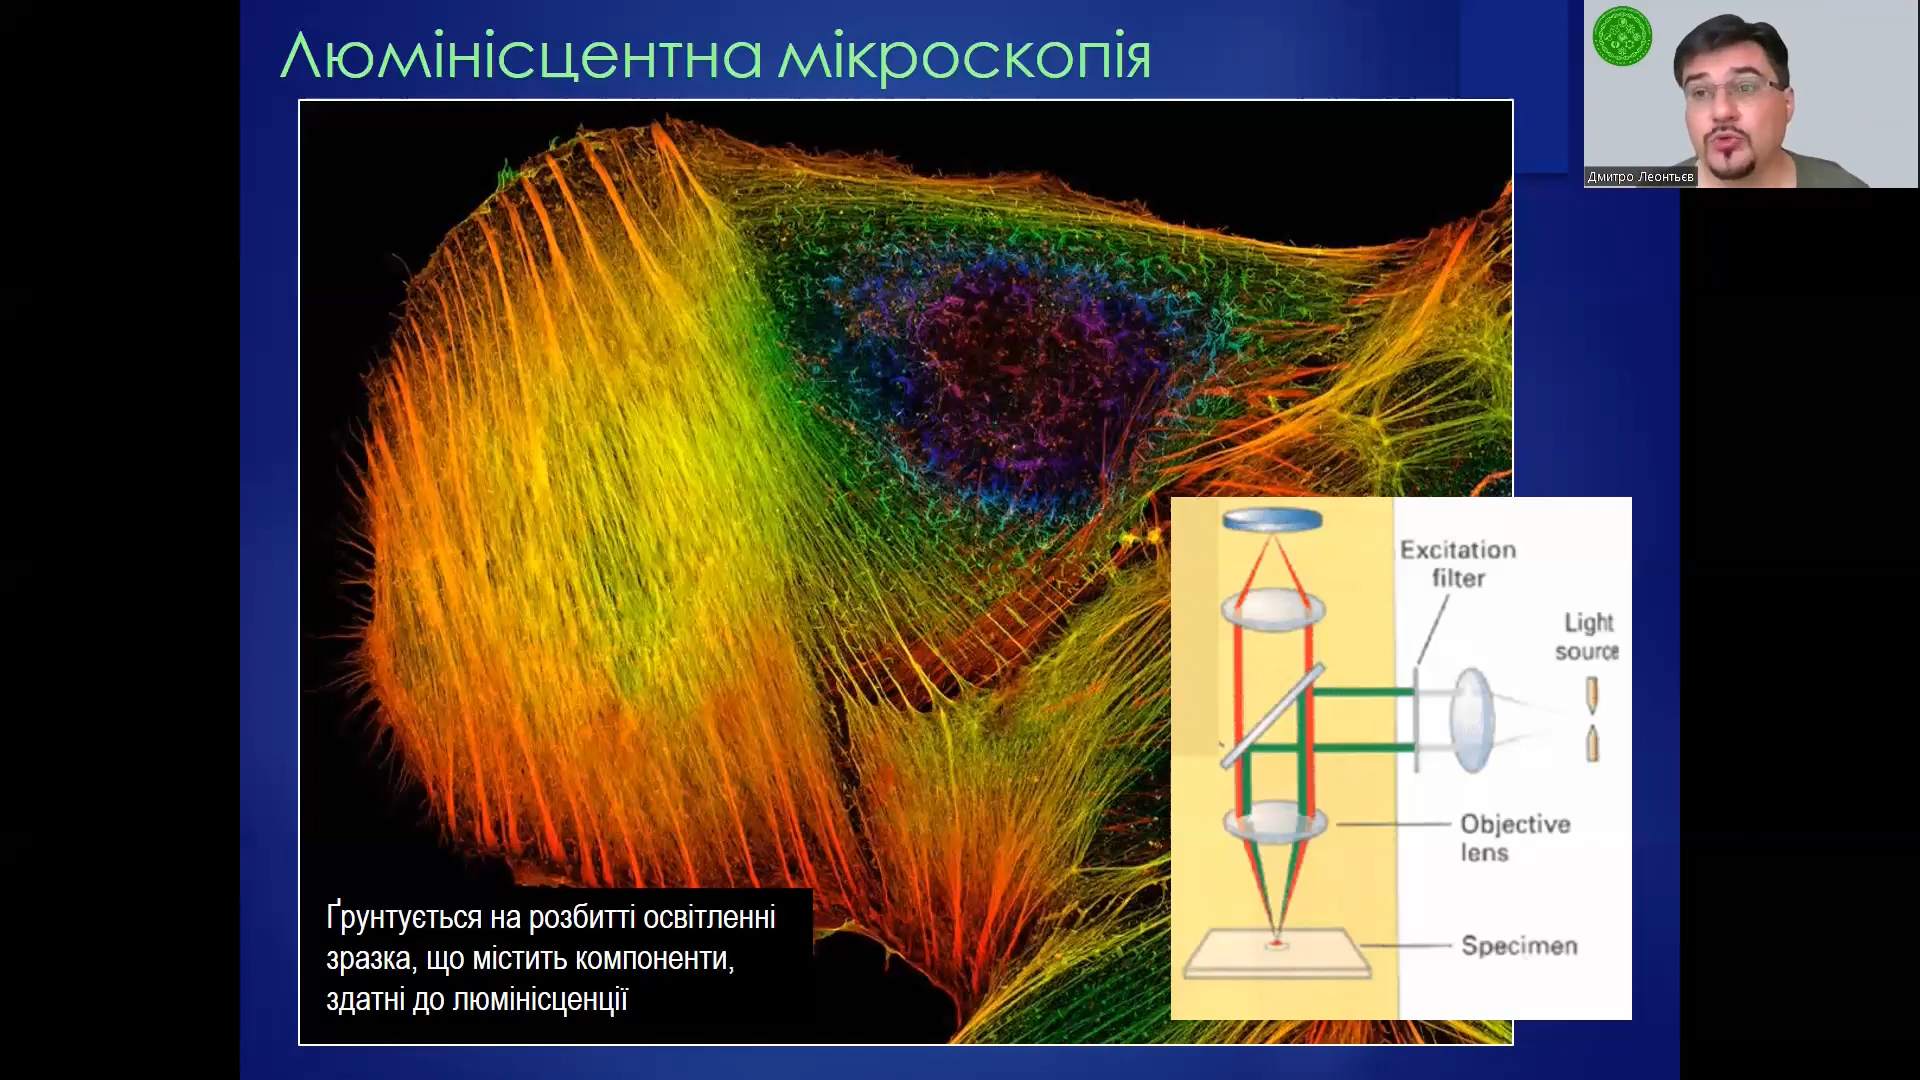 Люмінісцентна мікроскопія
Дмитро Леонтьєв
Excitation
filter
Light
source
Objective
lens
Specimen
Ґрунтується на розбитті освітленні
зразка, що містить компоненти,
здатні до люмінісценції